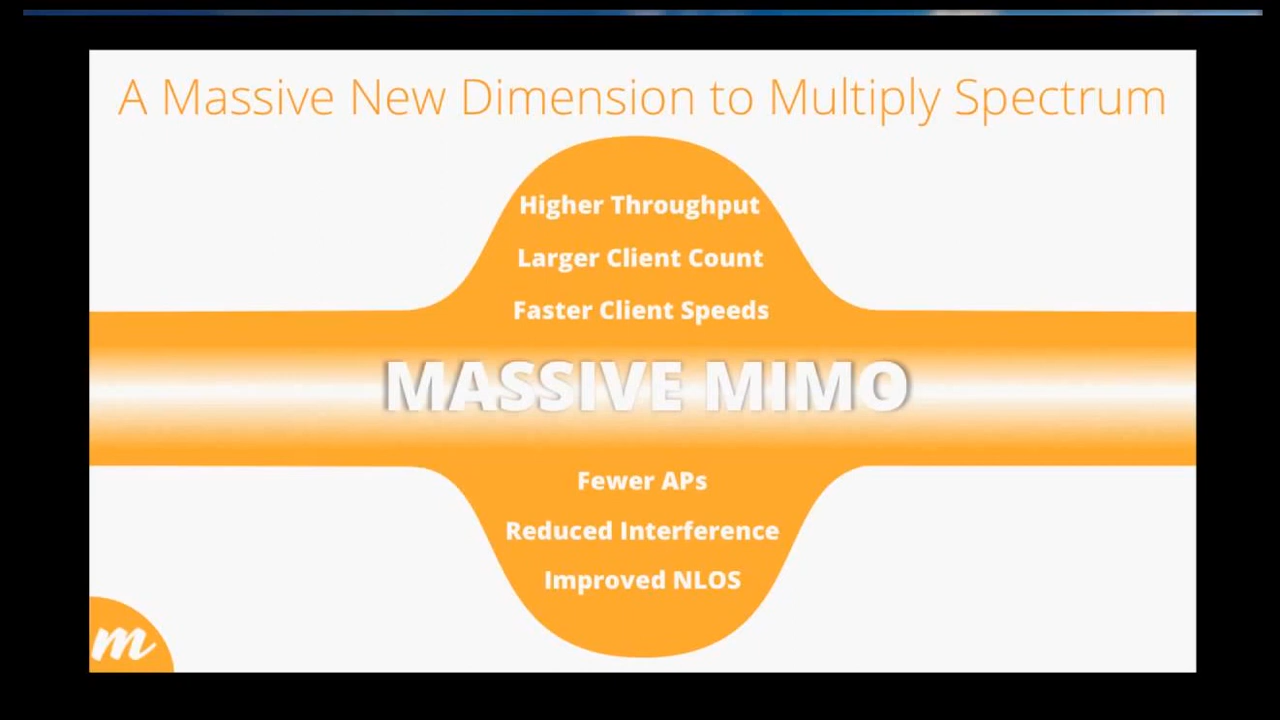 A Massive New Dimension to Multiply Spectrum
Higher Throughput
Larger Client Count
Faster Client Speeds
MASSIVE MIMO
Fewer APs
Reduced Interference
Improved NLOS
m